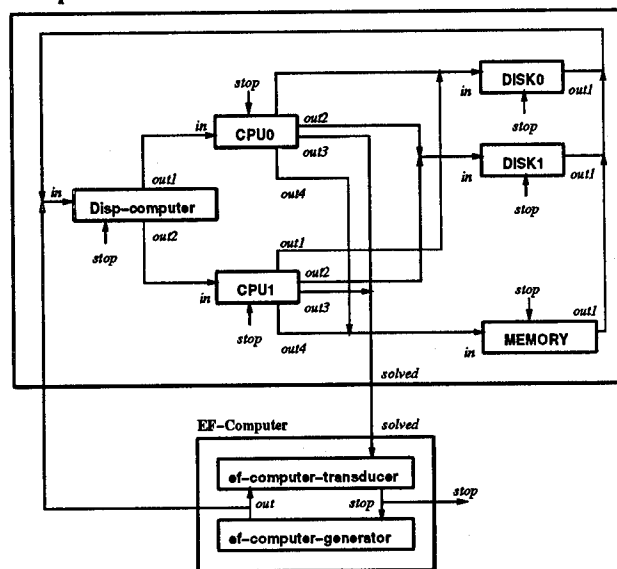 DISK0
in
out1
stop
stop
in
CPU0
out2
out3
in
DISK1
out1
out1
out4
stop
in
Disp-computer
out2
stop
out1
CPU1
out2
in
out3
stop
stop
out1
out4
MEMORY
in
solved
EF-Computer
solved
ef-computer-transducer
out
stop
stop
ef-computer-generator